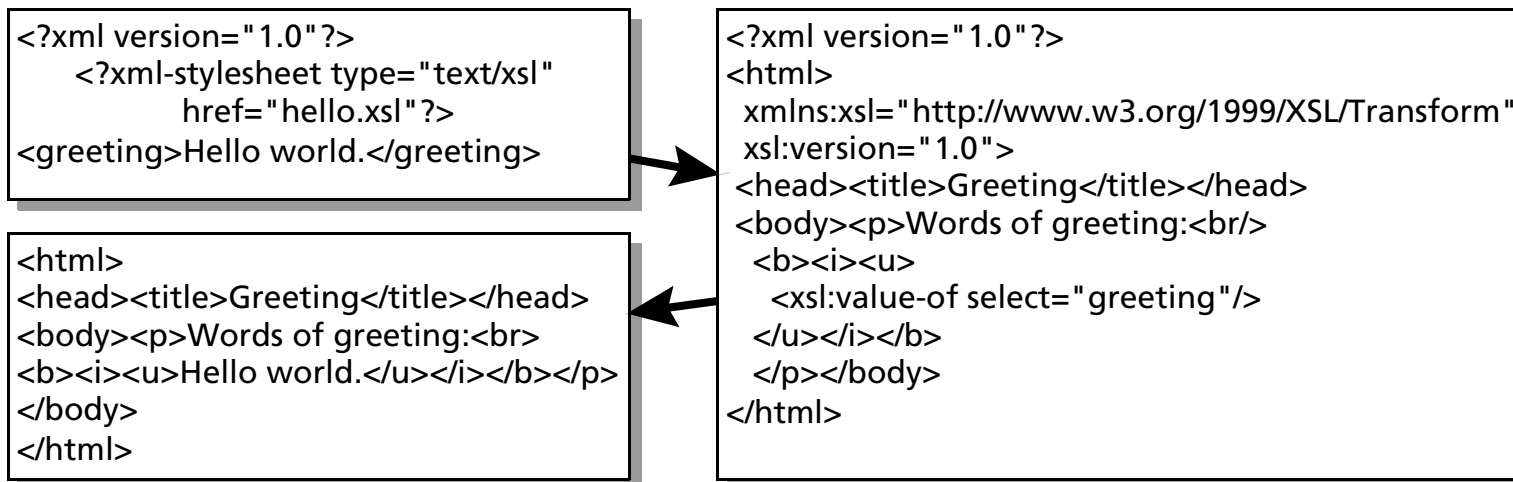 <?xml version="1.0"?>
<?xml-stylesheet type="text/xsl"
href="hello.xsl"?>
<greeting>Hello world.</greeting>
<?xml version="1.0"?>
<html>
xmlns:xsl="http://www.w3.org/1999/XSL/Transform"
xsl:version="1.0">
<head><title>Greeting</title></head>
<body><p>Words of greeting:<br/>
<b><i><u>
<xsl:value-of select="greeting"/>
</u></i></b>
</p></body>
</html>
<html>
<head><title>Greeting</title></head>
<body><p>Words of greeting:<br>
<b><i><u>Hello world.</u></i></b></p>
</body>
</html>